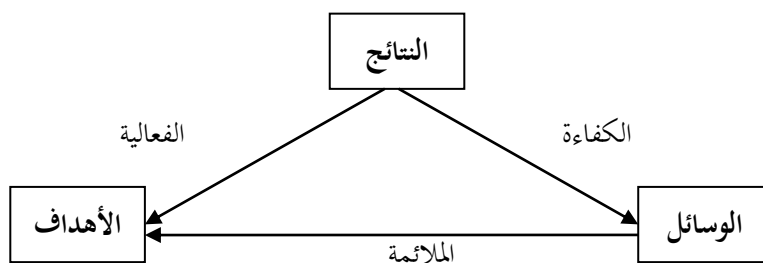 النتائج
الكفاءة
الفعالية
الوسائل
الأهداف
الملائمة